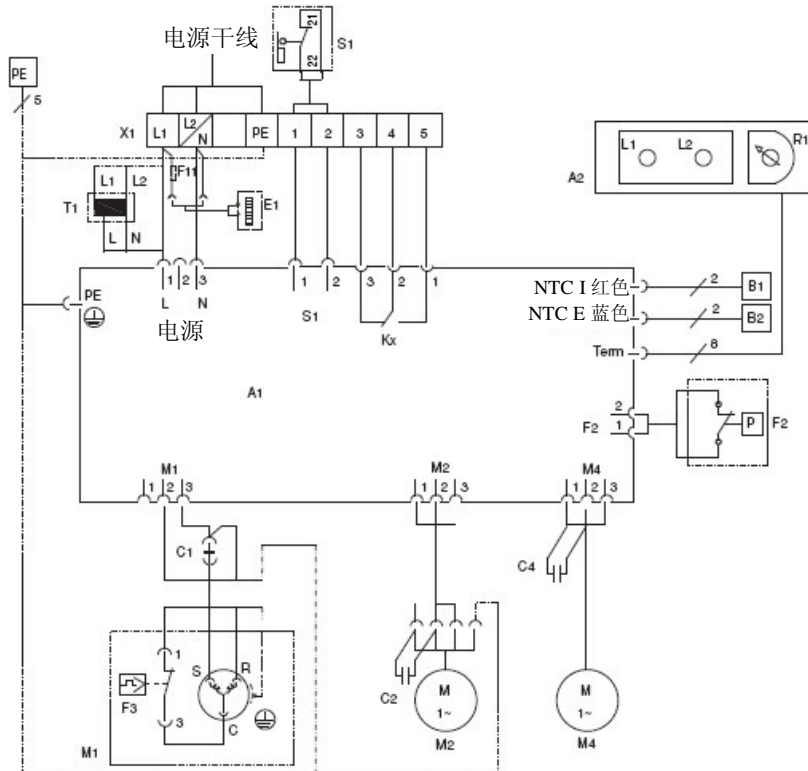 电源干线
21
22
S1
PE
5
X1
L1
L2
N
PE
1
2
3
4
5
L1
L2
R1
A2
F11
E1
L1
L2
T1
L
N
1
2
3
L
N
电源
1
2
S1
3
2
1
Kx
PE
NTC I 红色
2
B1
NTC E 蓝色
2
B2
Term
8
A1
2
1
F2
P
F2
M1
1
2
3
M2
1
2
3
M4
1
2
3
C1
C4
C2
1
3
F3
S
R
C
M1
M
1~
M2
M
1~
M4